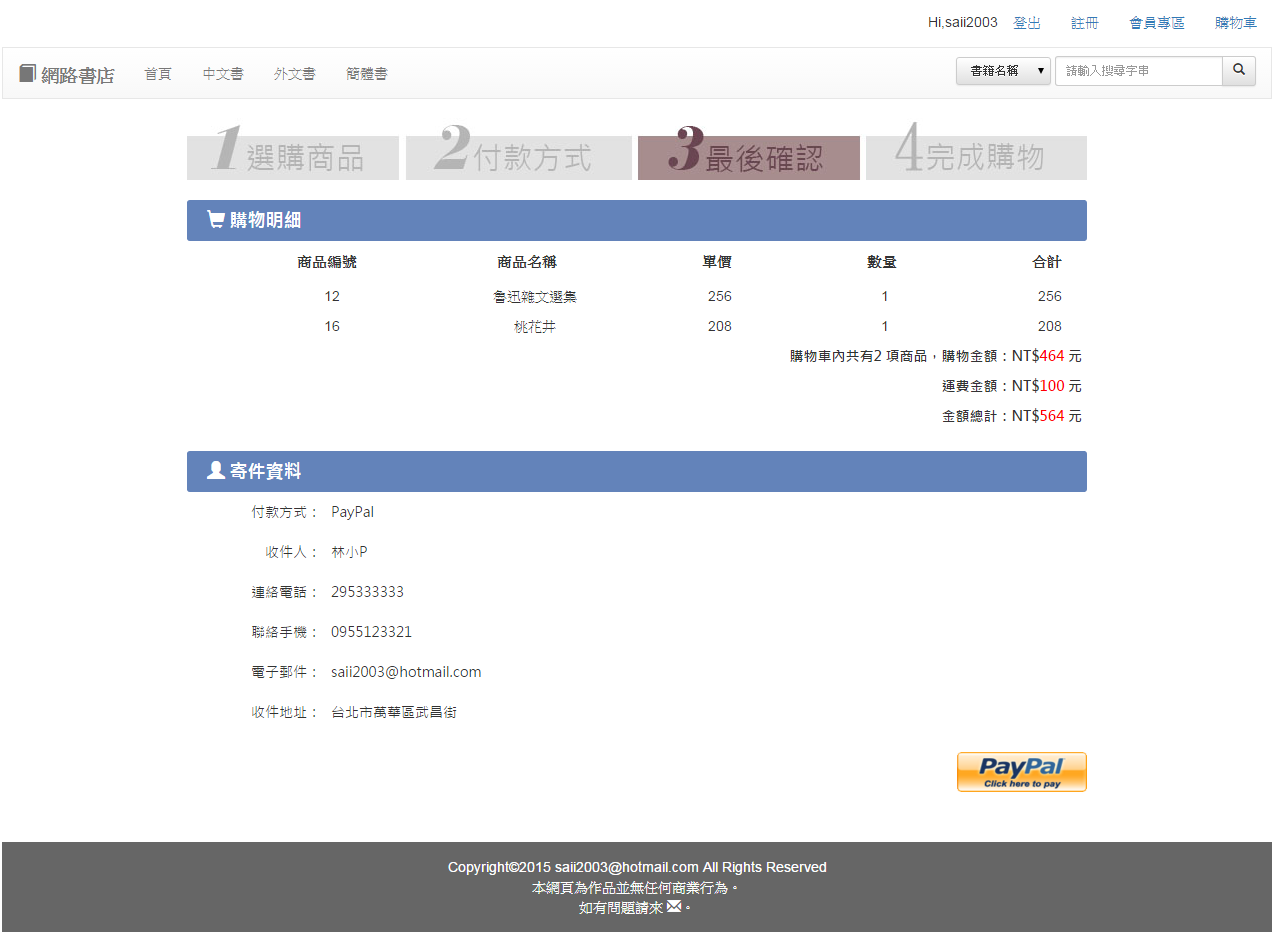 Hi,saii2003 登出 註冊 會員專區 購物車
網路書店 首頁 中文書 外文書 簡體書 書籍名稱 請輸入搜尋字串
1選購商品 2付款方式 3最後確認 4完成購物
購物明細
商品編號 商品名稱 單價 數量 合計
12 魯迅雜文選集 256 1 256
16 桃花井 208 1 208
購物車內共有2 項商品，購物金額：NT$464 元
運費金額：NT$100 元
金額總計：NT$564 元
寄件資料
付款方式： PayPal
收件人： 林小P
連絡電話： 295333333
聯絡手機： 0955123321
電子郵件： saii2003@hotmail.com
收件地址： 台北市萬華區武昌街
PayPal
Click here to pay
Copyright©2015 saii2003@hotmail.com All Rights Reserved
本網頁為作品並無任何商業行為。
如有問題請來 。